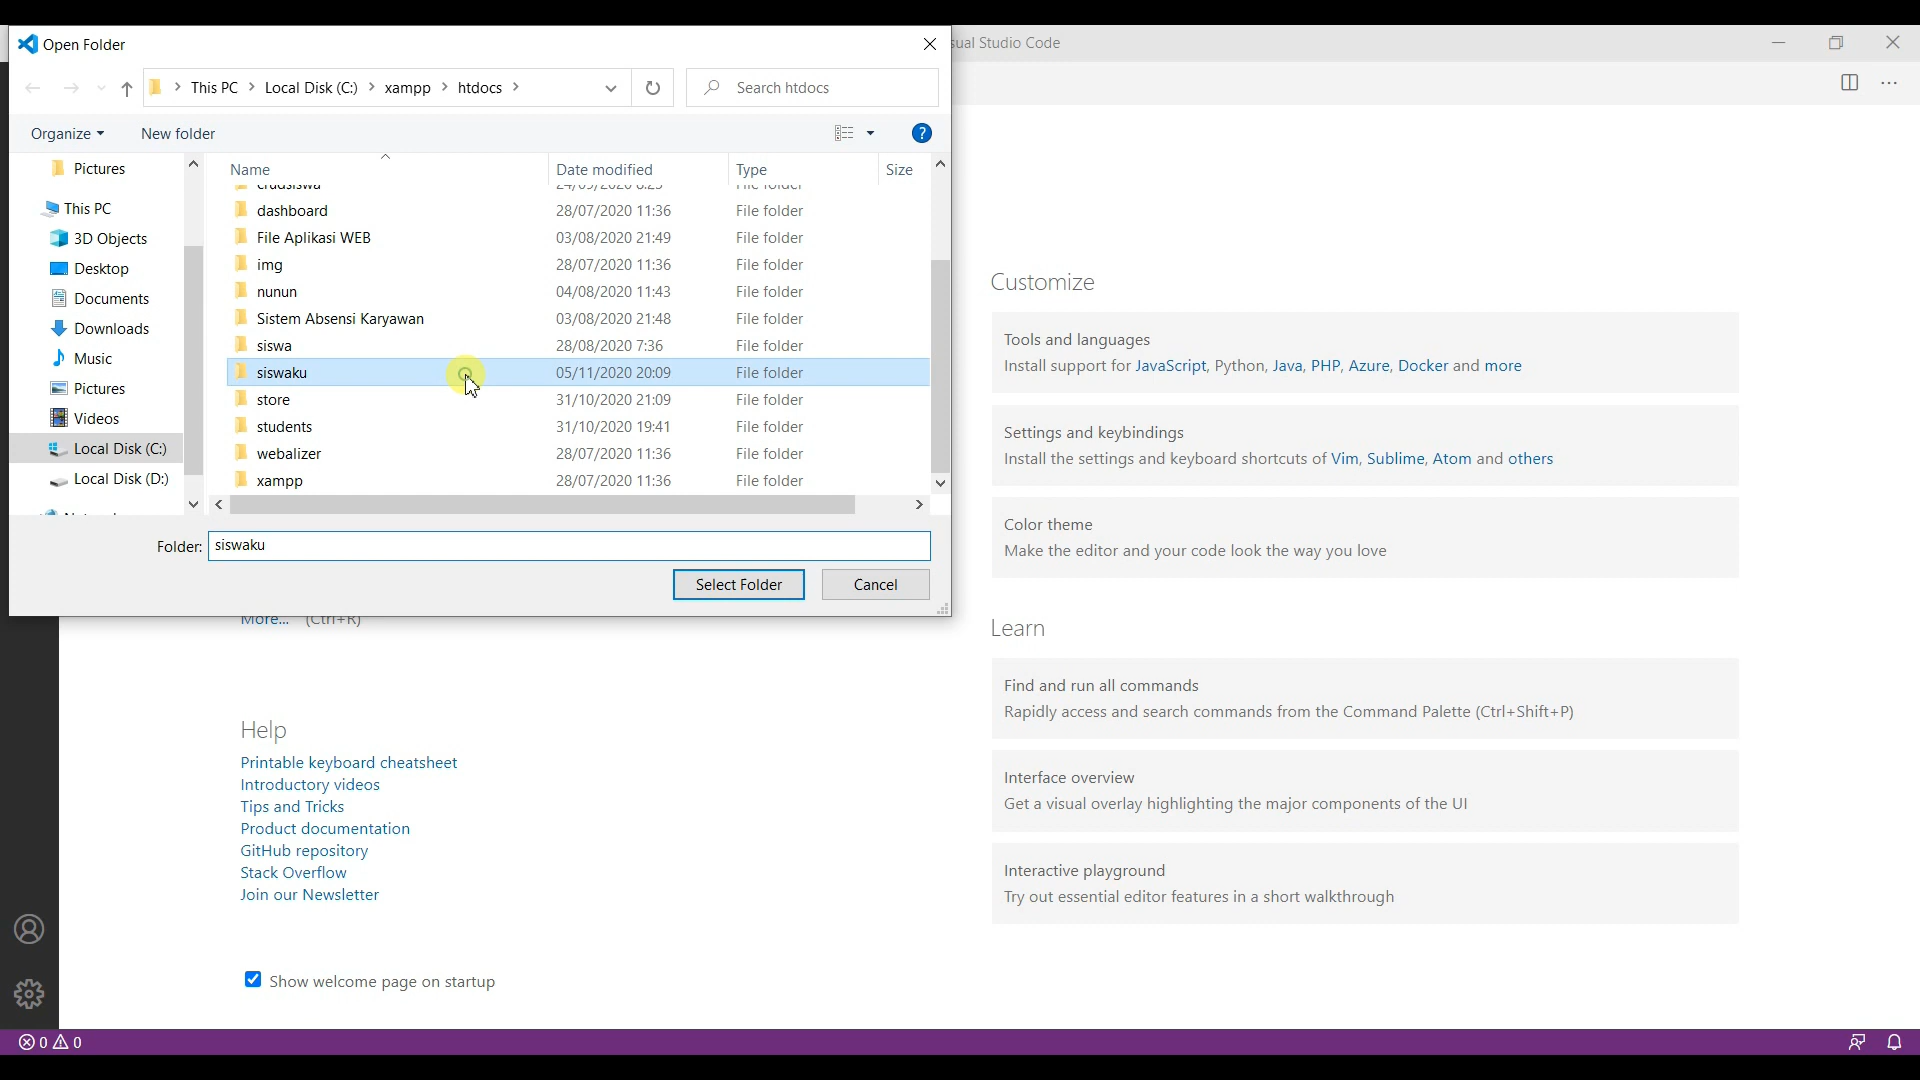 Open Folder
sual Studio Code
This PC > Local Disk (C:) > xampp > htdocs >
Search htdocs
Organize
New folder
?
Pictures
This PC
3D Objects
Desktop
Documents
Downloads
Music
Pictures
Videos
Local Disk (C:)
Local Disk (D:)
Name Date modified Type Size
crudsiswa
dashboard 28/07/2020 11:36 File folder
File Aplikasi WEB 03/08/2020 21:49 File folder
img 28/07/2020 11:36 File folder
nunun 04/08/2020 11:43 File folder
Sistem Absensi Karyawan 03/08/2020 21:48 File folder
siswa 28/08/2020 7:36 File folder
siswaku 05/11/2020 20:09 File folder
store 31/10/2020 21:09 File folder
students 31/10/2020 19:41 File folder
webalizer 28/07/2020 11:36 File folder
xampp 28/07/2020 11:36 File folder
Folder: siswaku
Select Folder
Cancel
More... (Ctrl+R)
Help
Printable keyboard cheatsheet
Introductory videos
Tips and Tricks
Product documentation
GitHub repository
Stack Overflow
Join our Newsletter
Show welcome page on startup
Customize
Tools and languages
Install support for JavaScript, Python, Java, PHP, Azure, Docker and more
Settings and keybindings
Install the settings and keyboard shortcuts of Vim, Sublime, Atom and others
Color theme
Make the editor and your code look the way you love
Learn
Find and run all commands
Rapidly access and search commands from the Command Palette (Ctrl+Shift+P)
Interface overview
Get a visual overlay highlighting the major components of the UI
Interactive playground
Try out essential editor features in a short walkthrough
0 0